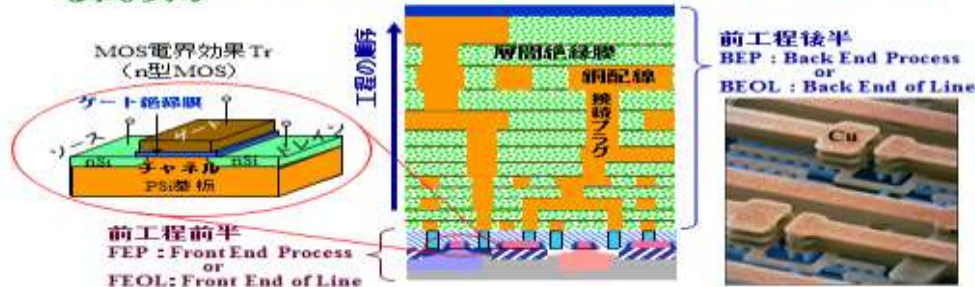 MOS電界効果Tr
(n型MOS)
ゲート絶縁膜
ゲート
ソース
ドレイン
nSi
nSi
チャネル
PSi基板
前工程前半
FEP : Front End Process
or
FEOL: Front End of Line
工程の順序
層間絶縁膜
銅配線
接続プラグ
前工程後半
BEP : Back End Process
or
BEOL : Back End of Line
Cu